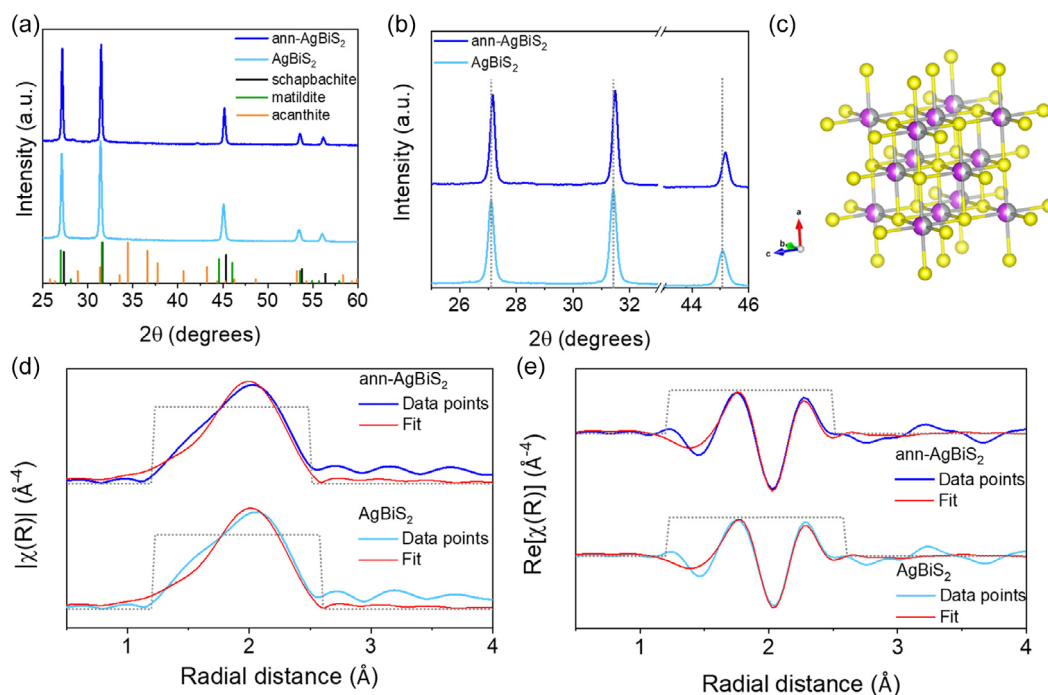 (a)
Intensity (a.u.)
ann-AgBiS₂
AgBiS₂
schapbachite
matildite
acanthite
25 30 35 40 45 50 55 60
2θ (degrees)
(b)
Intensity (a.u.)
ann-AgBiS₂
AgBiS₂
26 28 30 32 44 46
2θ (degrees)
(c)
a
b
c
(d)
|χ(R)| (Å⁻⁴)
ann-AgBiS₂
Data points
Fit
AgBiS₂
Data points
Fit
1 2 3 4
Radial distance (Å)
(e)
Re[χ(R)] (Å⁻⁴)
ann-AgBiS₂
Data points
Fit
AgBiS₂
Data points
Fit
1 2 3 4
Radial distance (Å)